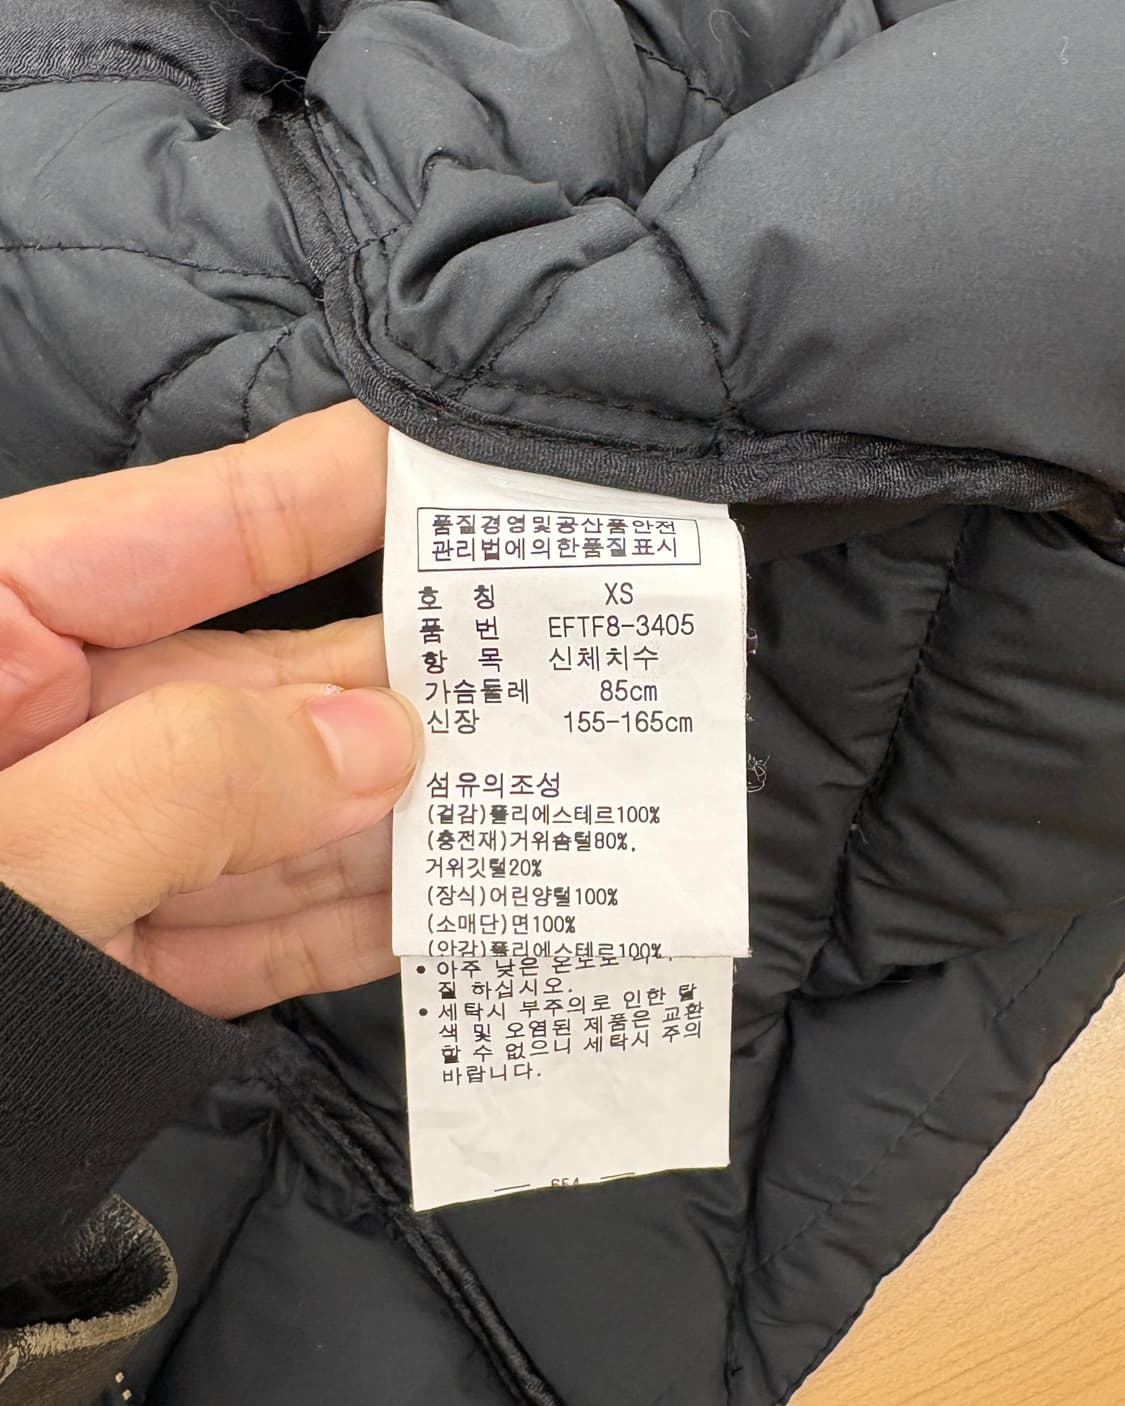 품질경영및공산품안전
관리법에의한품질표시
호 칭 XS
품 번 EFTF8-3405
항 목 신체치수
가슴둘레 85cm
신장 155-165cm
섬유의조성
(겉감)폴리에스테르100%
(충전재)거위솜털80%,
거위깃털20%
(장식)어린양털100%
(소매단)면100%
(안감)폴리에스테르100%,
• 아주 낮은 온도로
질 하십시오.
• 세탁시 부주의로 인한 탈
색 및 오염된 제품은 교환
할 수 없으니 세탁시 주의
바랍니다.